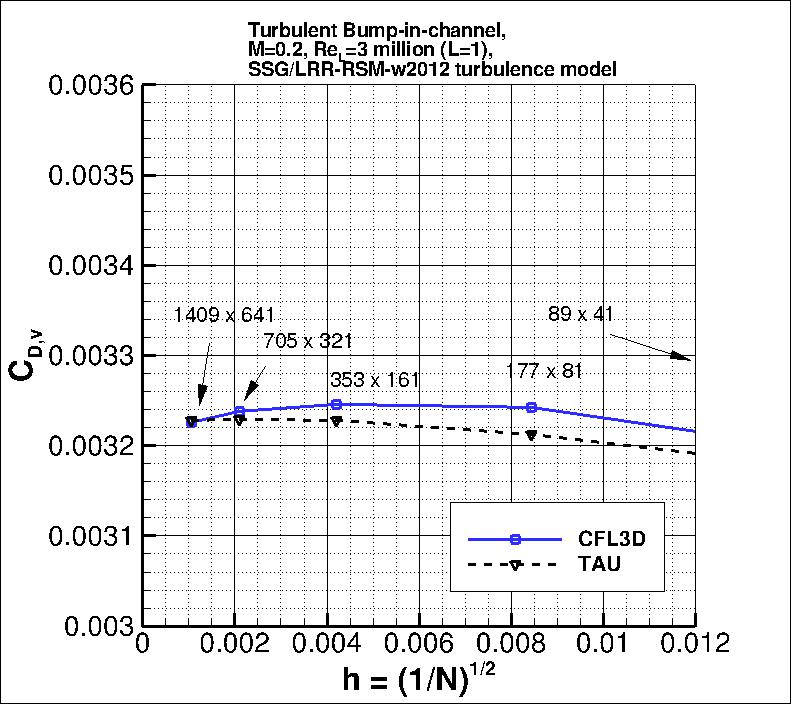 Turbulent Bump-in-channel,
M=0.2, Re_L=3 million (L=1),
SSG/LRR-RSM-w2012 turbulence model
0.0036
0.0035
0.0034
0.0033
0.0032
0.0031
0.003
C_D,v
1409 x 641
705 x 321
353 x 161
177 x 81
89 x 41
CFL3D
TAU
0 0.002 0.004 0.006 0.008 0.01 0.012
h = (1/N)^1/2